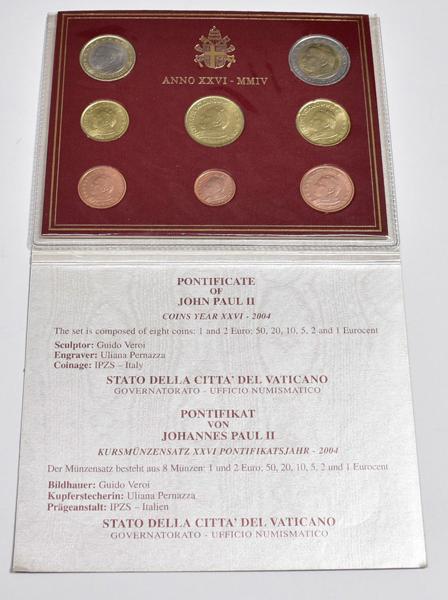 ANNO XXVI - MMIV
PONTIFICATE
OF
JOHN PAUL II
COINS YEAR XXVI - 2004
The set is composed of eight coins: 1 and 2 Euro; 50, 20, 10, 5, 2 and 1 Eurocent
Sculptor: Guido Veroi
Engraver: Uliana Pernazza
Coinage: IPZS – Italy
STATO DELLA CITTA' DEL VATICANO
GOVERNATORATO - UFFICIO NUMISMATICO
PONTIFIKAT
VON
JOHANNES PAUL II
KURSMÜNZENSATZ XXVI PONTIFIKATSJAHR - 2004
Der Münzensatz besteht aus 8 Münzen: 1 und 2 Euro; 50, 20, 10, 5, 2 und 1 Eurocent
Bildhauer: Guido Veroi
Kupferstecherin: Uliana Pernazza
Prägeanstalt: IPZS – Italien
STATO DELLA CITTA' DEL VATICANO
GOVERNATORATO - UFFICIO NUMISMATICO